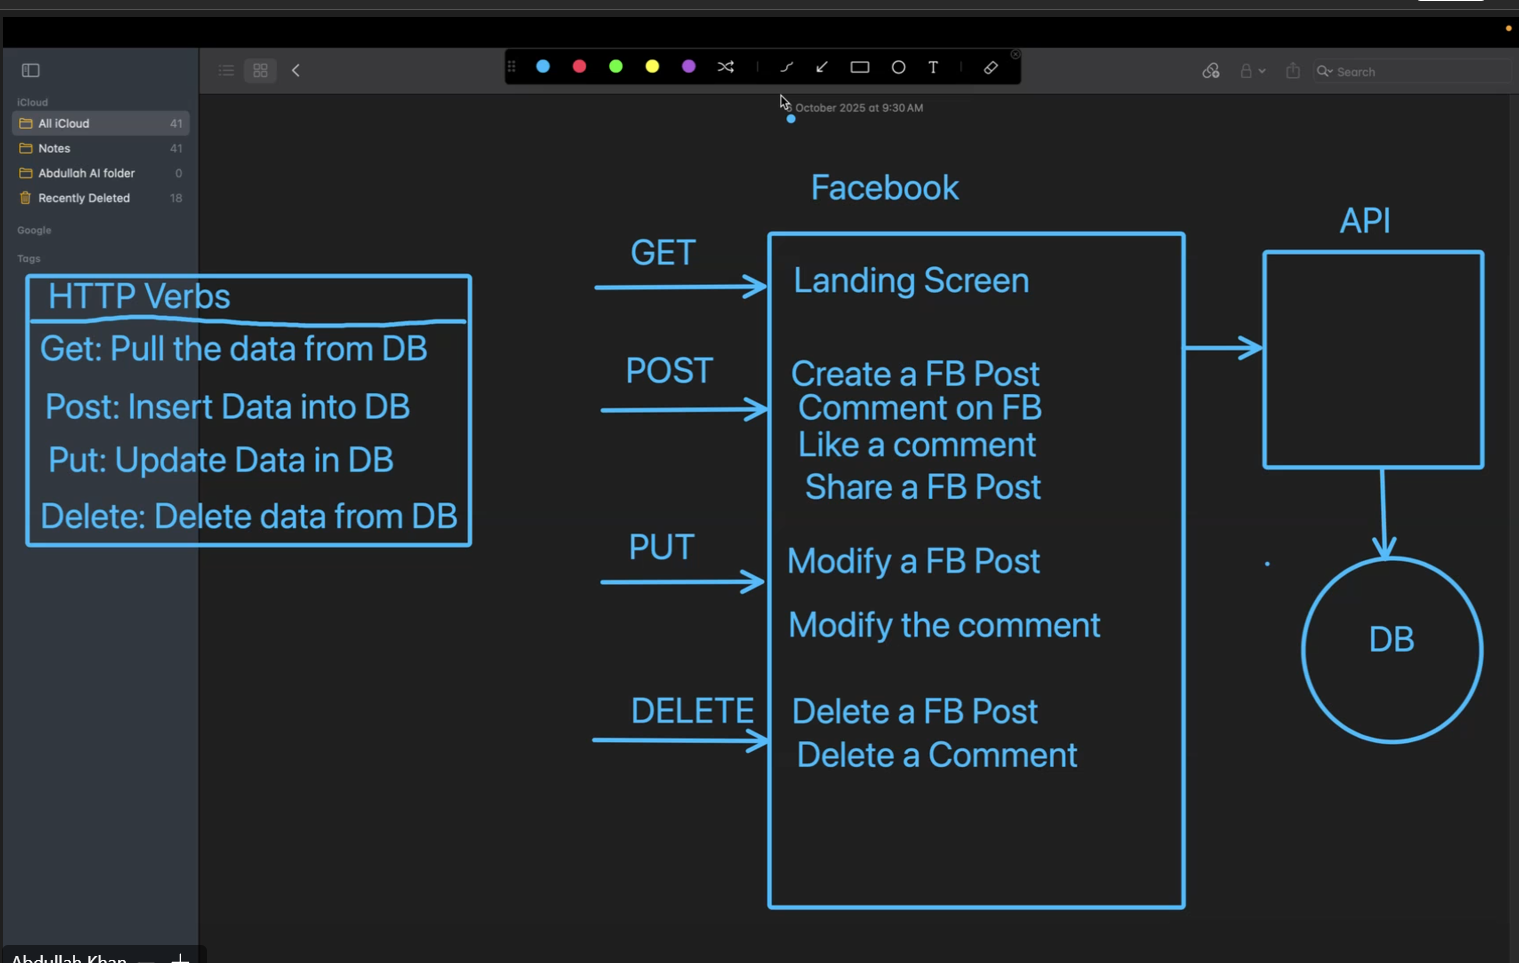 Search
6 October 2025 at 9:30 AM
iCloud
All iCloud 41
Notes 41
Abdullah AI folder 0
Recently Deleted 18
Google
Tags
HTTP Verbs
Get: Pull the data from DB
Post: Insert Data into DB
Put: Update Data in DB
Delete: Delete data from DB
Facebook
GET
Landing Screen
POST
Create a FB Post
Comment on FB
Like a comment
Share a FB Post
PUT
Modify a FB Post
Modify the comment
DELETE
Delete a FB Post
Delete a Comment
API
DB
Abdullah Khan
T